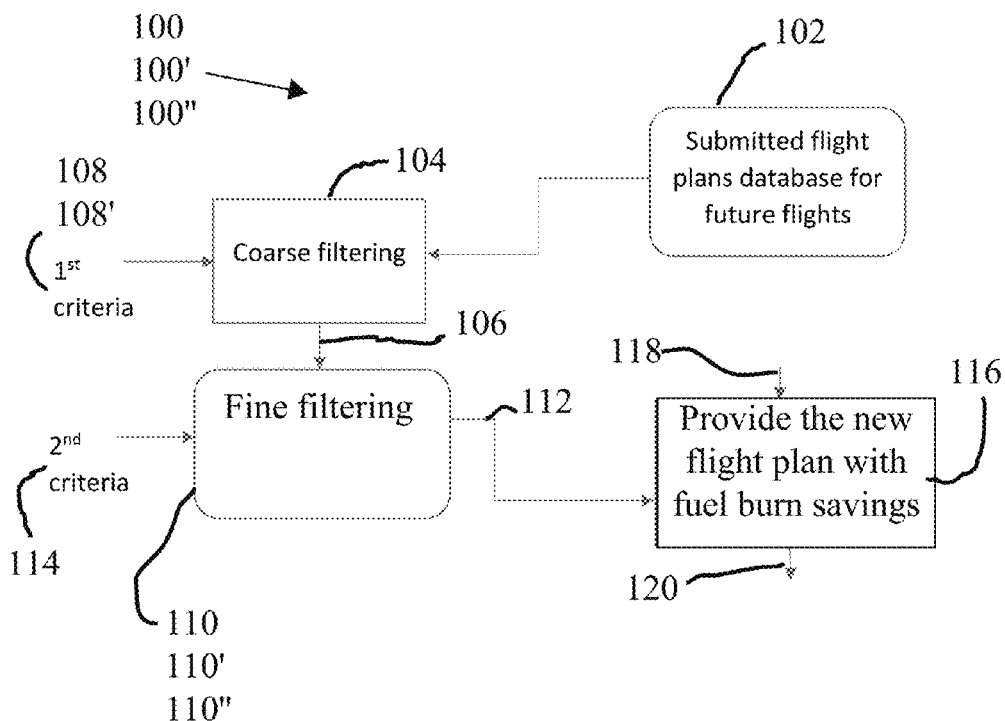 100
100'
100"
102
Submitted flight
plans database for
future flights
108
108'
104
1st
criteria
Coarse filtering
106
Fine filtering
112
2nd
criteria
114
110
110'
110"
118
116
Provide the new
flight plan with
fuel burn savings
120